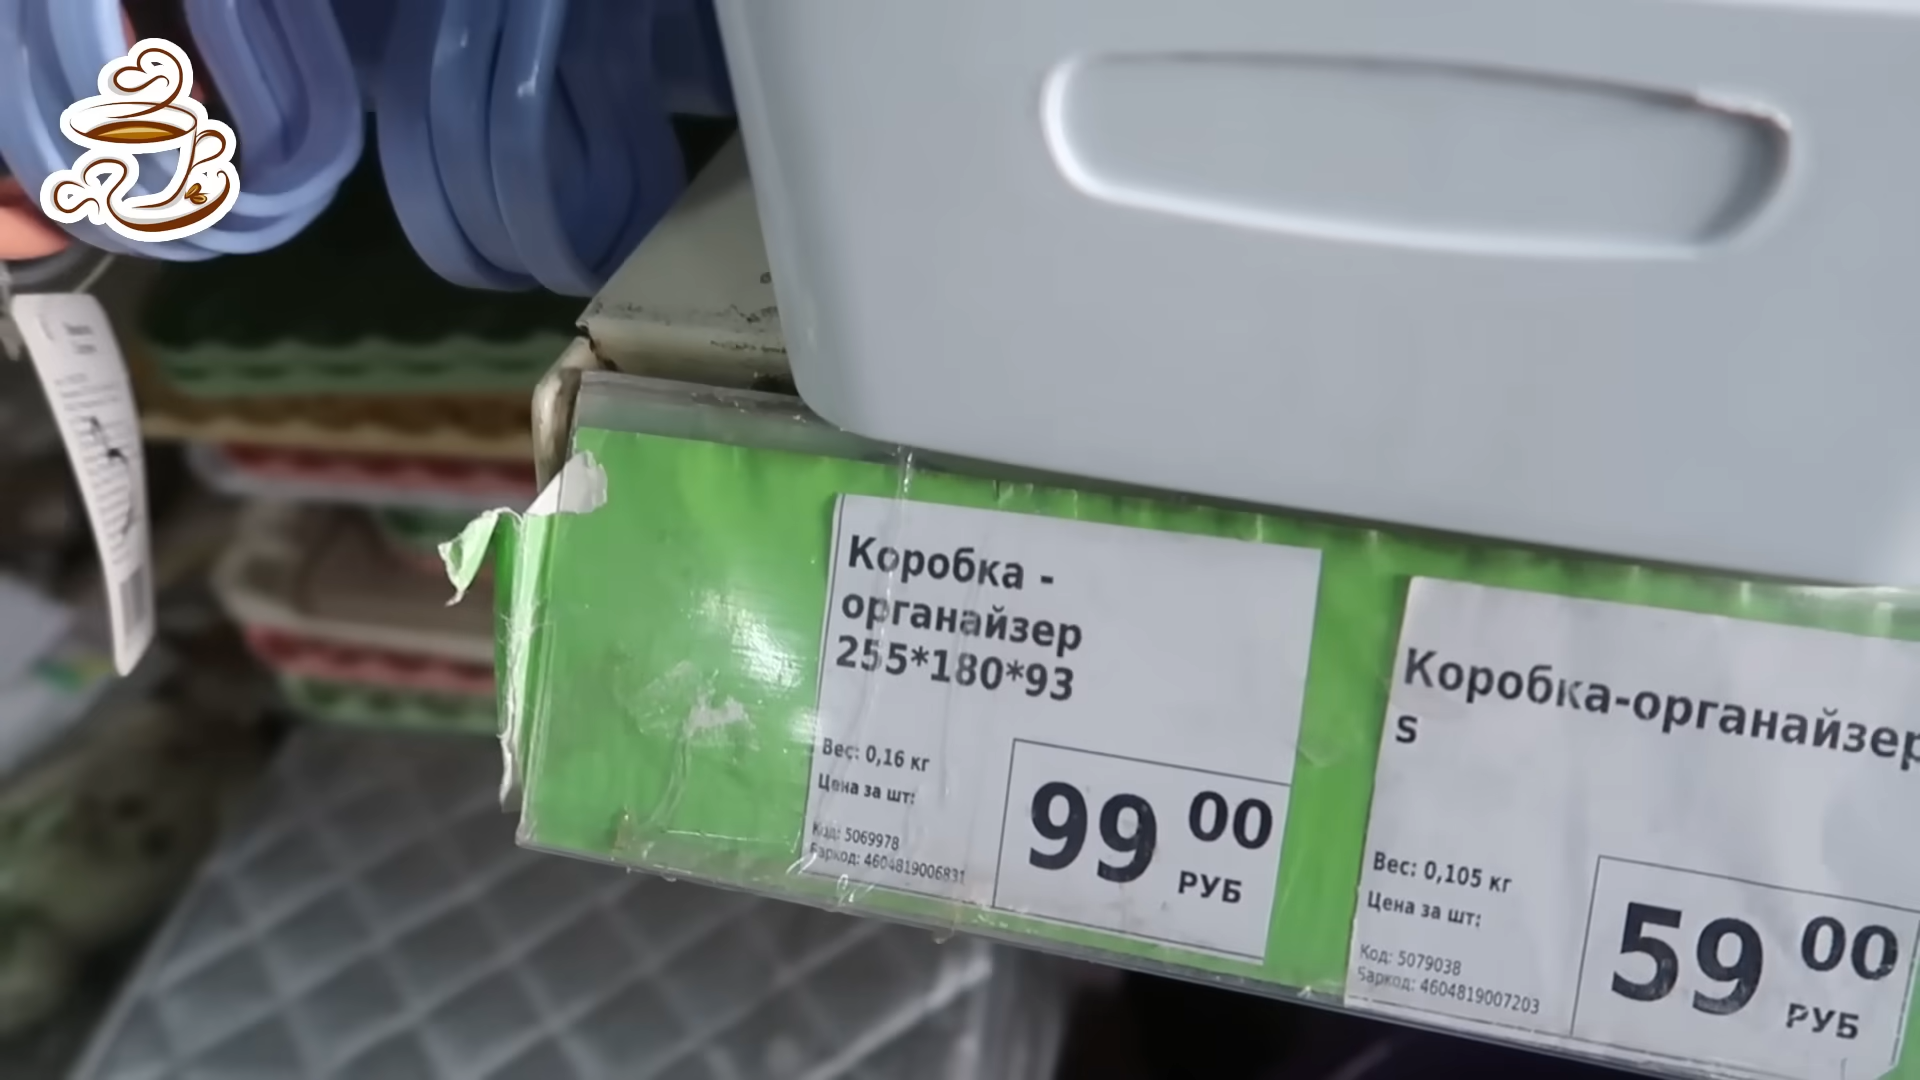 Коробка -
органайзер
255*180*93
Вес: 0,16 кг
Цена за шт:
Код: 5069978
Баркод: 4604819006831
99 00
РУБ
Коробка-органайзер
S
Вес: 0,105 кг
Цена за шт:
Код: 5079038
Баркод: 4604819007203
59 00
РУБ